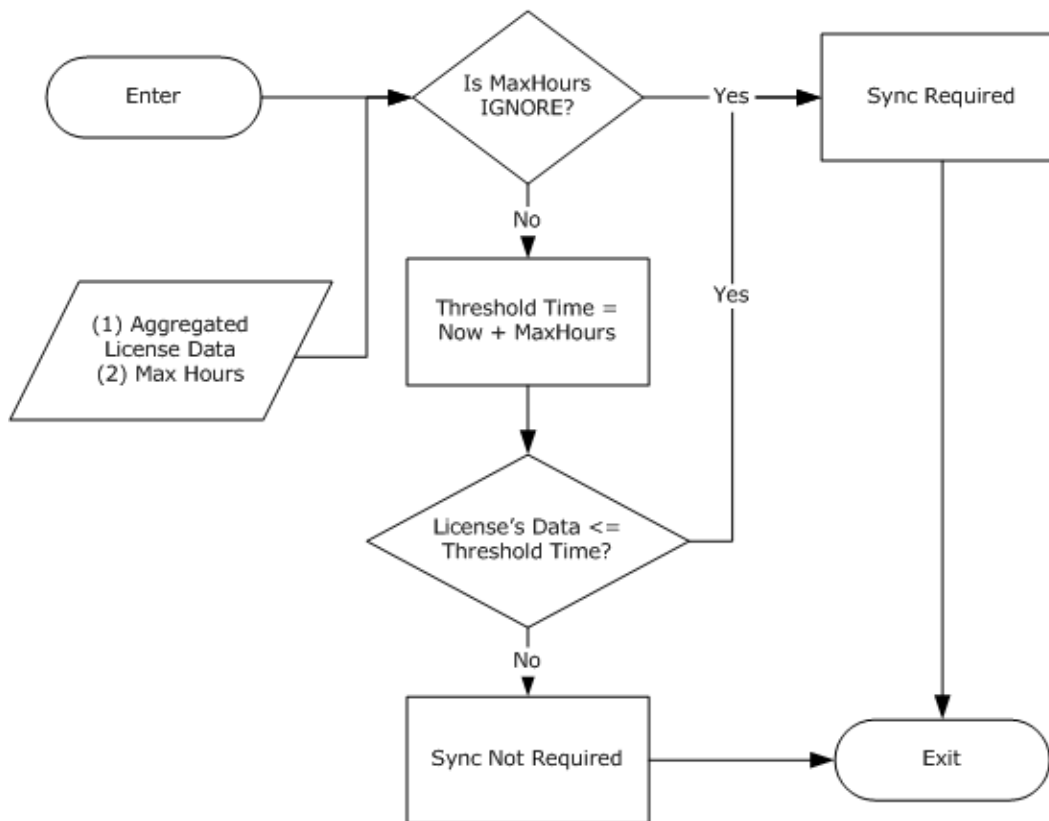 Enter
Is MaxHours
IGNORE?
Yes
Sync Required
No
(1) Aggregated
License Data
(2) Max Hours
Threshold Time =
Now + MaxHours
Yes
License's Data <=
Threshold Time?
No
Sync Not Required
Exit